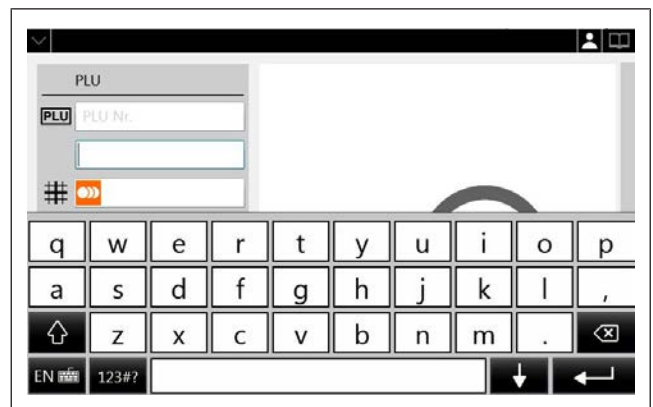 PLU
PLU PLU Nr.
q w e r t y u i o p
a s d f g h j k l ,
z x c v b n m .
EN 123#?